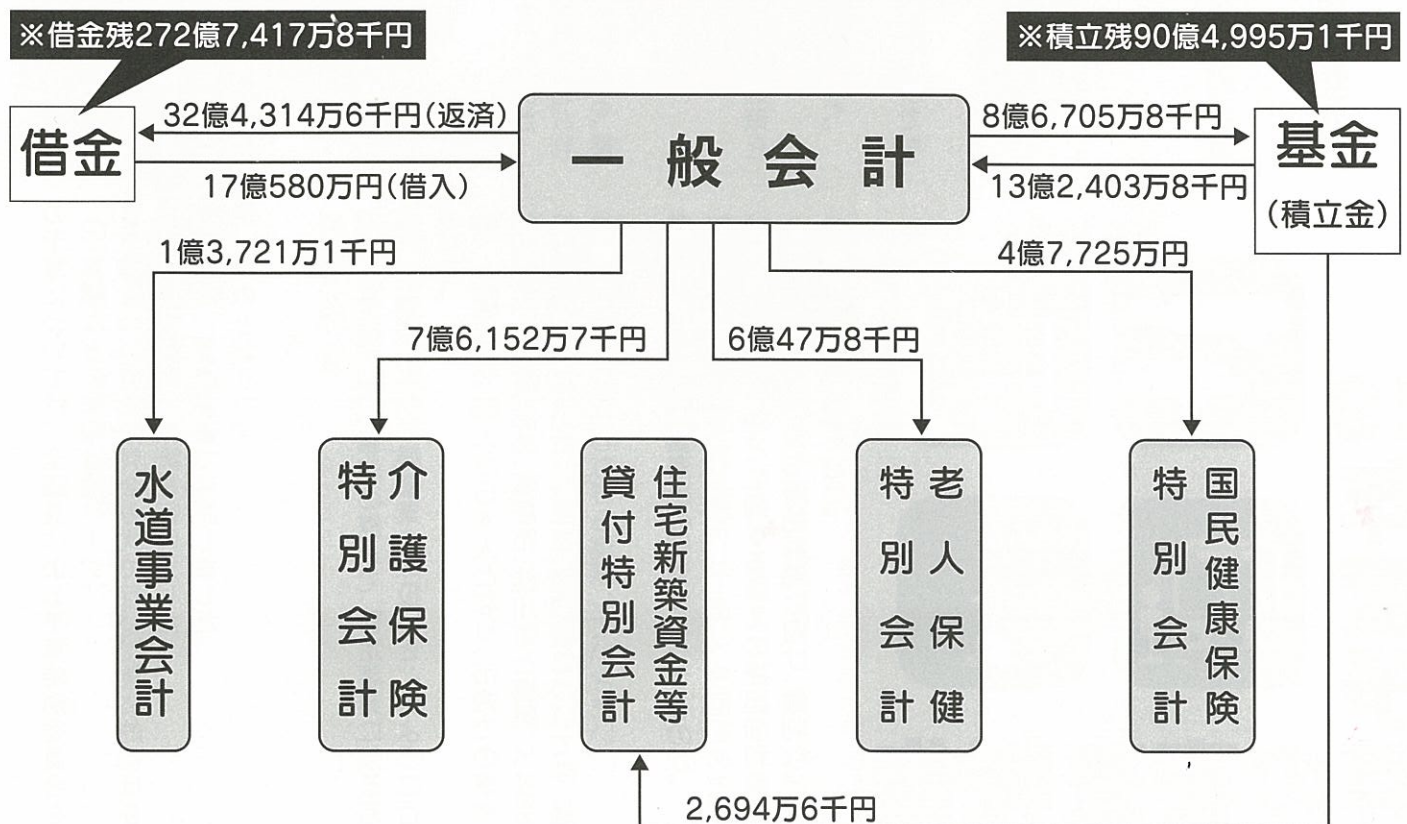 ※借金残272億7,417万8千円
※積立残90億4,995万1千円
借金
32億4,314万6千円(返済)
17億580万円(借入)
一般会計
8億6,705万8千円
13億2,403万8千円
基金
(積立金)
1億3,721万1千円
7億6,152万7千円
6億47万8千円
4億7,725万円
水道事業会計
介護保険
特別会計
住宅新築資金等
貸付特別会計
老人保健
特別会計
国民健康保険
特別会計
2,694万6千円